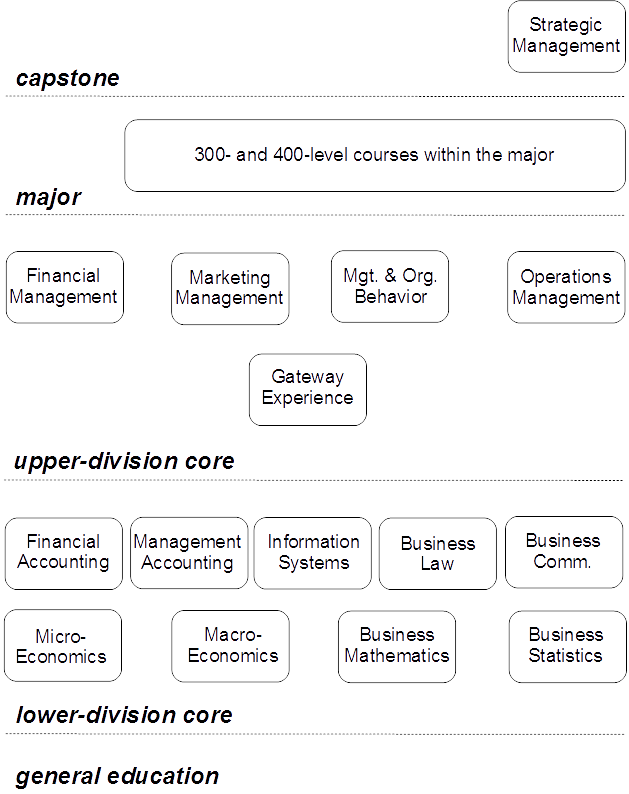 Strategic
Management
capstone
300- and 400-level courses within the major
major
Financial
Management
Marketing
Management
Mgt. & Org.
Behavior
Operations
Management
Gateway
Experience
upper-division core
Financial
Accounting
Management
Accounting
Information
Systems
Business
Law
Business
Comm.
Micro-
Economics
Macro-
Economics
Business
Mathematics
Business
Statistics
lower-division core
general education